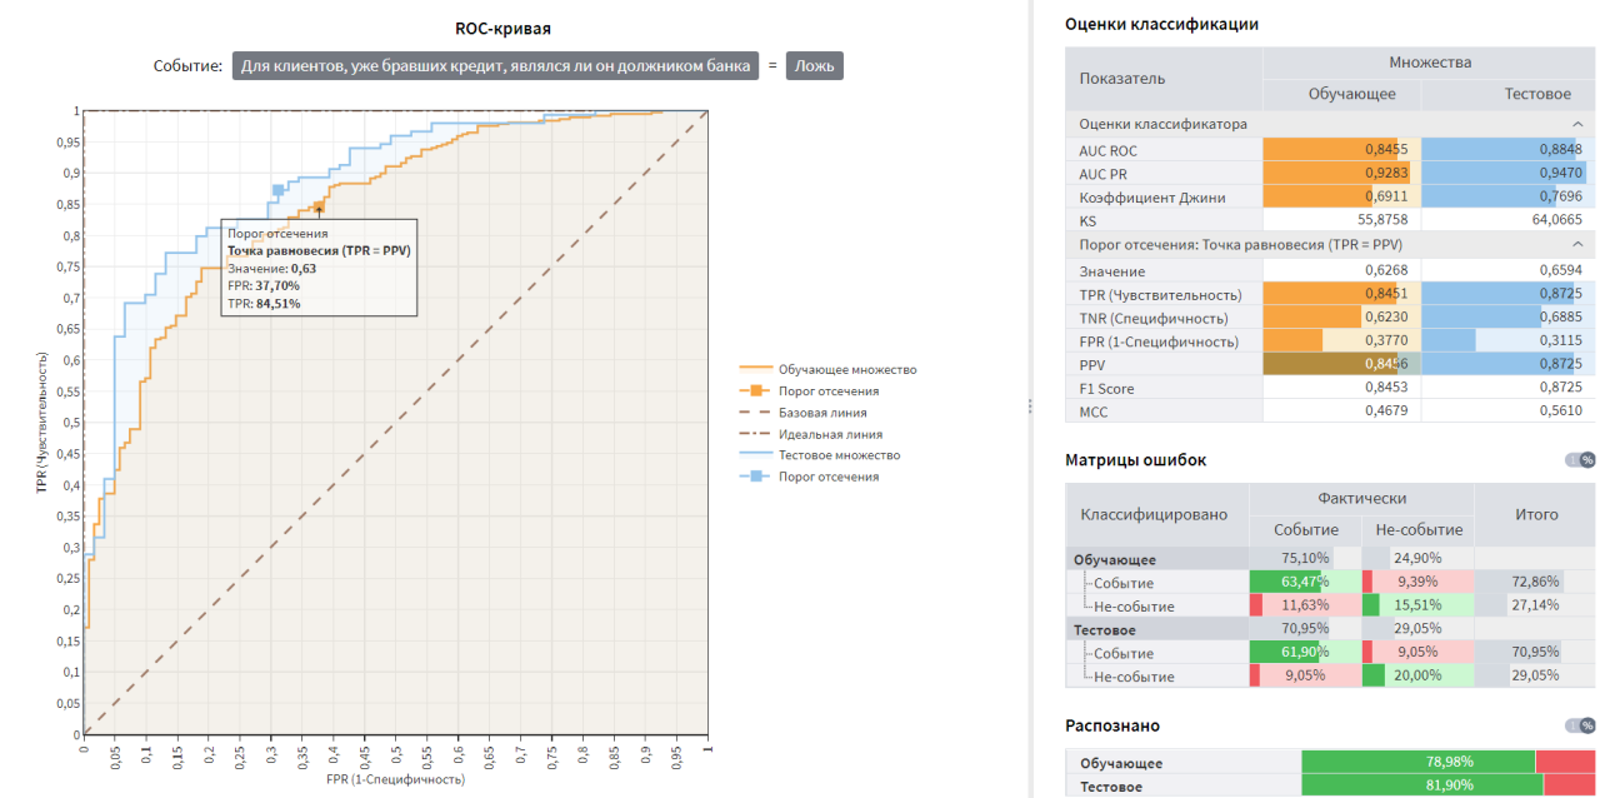 ROC-кривая
Событие: Для клиентов, уже бравших кредит, являлся ли он должником банка = Ложь
TPR (Чувствительность)
1
0,95
0,9
0,85
0,8
0,75
0,7
0,65
0,6
0,55
0,5
0,45
0,4
0,35
0,3
0,25
0,2
0,15
0,1
0,05
0
Порог отсечения
Точка равновесия (TPR = PPV)
Значение: 0,63
FPR: 37,70%
TPR: 84,51%
0 0,05 0,1 0,15 0,2 0,25 0,3 0,35 0,4 0,45 0,5 0,55 0,6 0,65 0,7 0,75 0,8 0,85 0,9 0,95 1
FPR (1-Специфичность)
Обучающее множество
Порог отсечения
Базовая линия
Идеальная линия
Тестовое множество
Порог отсечения
Оценки классификации
Показатель Множества
Обучающее Тестовое
Оценки классификатора
AUC ROC 0,8455 0,8848
AUC PR 0,9283 0,9470
Коэффициент Джини 0,6911 0,7696
KS 55,8758 64,0665
Порог отсечения: Точка равновесия (TPR = PPV)
Значение 0,6268 0,6594
TPR (Чувствительность) 0,8451 0,8725
TNR (Специфичность) 0,6230 0,6885
FPR (1-Специфичность) 0,3770 0,3115
PPV 0,8456 0,8725
F1 Score 0,8453 0,8725
MCC 0,4679 0,5610
Матрицы ошибок 1 %
Классифицировано Фактически Итого
Событие Не-событие
Обучающее 75,10% 24,90%
Событие 63,47% 9,39% 72,86%
Не-событие 11,63% 15,51% 27,14%
Тестовое 70,95% 29,05%
Событие 61,90% 9,05% 70,95%
Не-событие 9,05% 20,00% 29,05%
Распознано 1 %
Обучающее 78,98%
Тестовое 81,90%